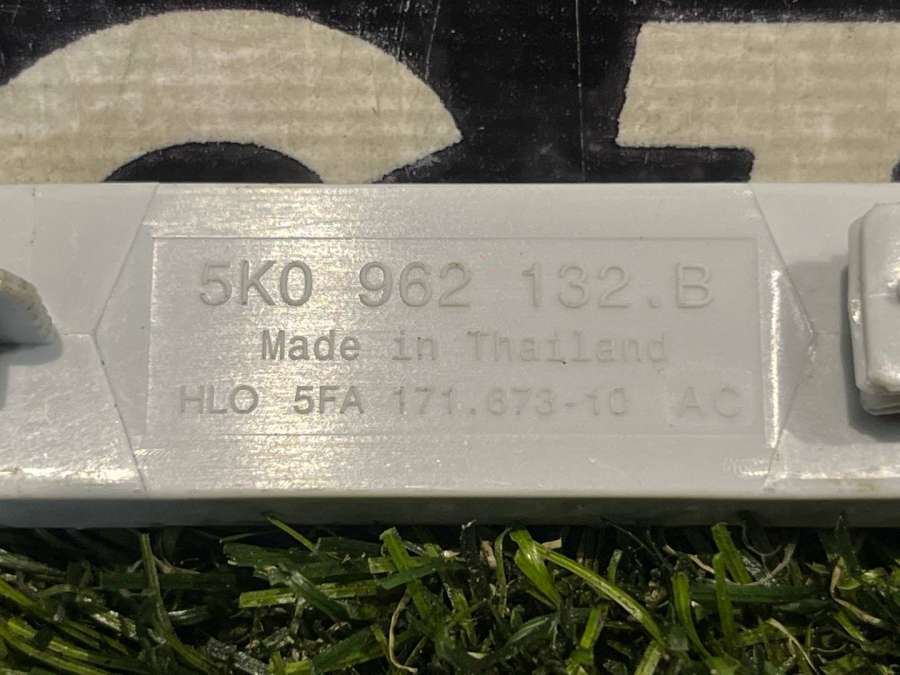 5K0 962 132.B
Made in Thailand
HLO 5FA 171.673-10 AC